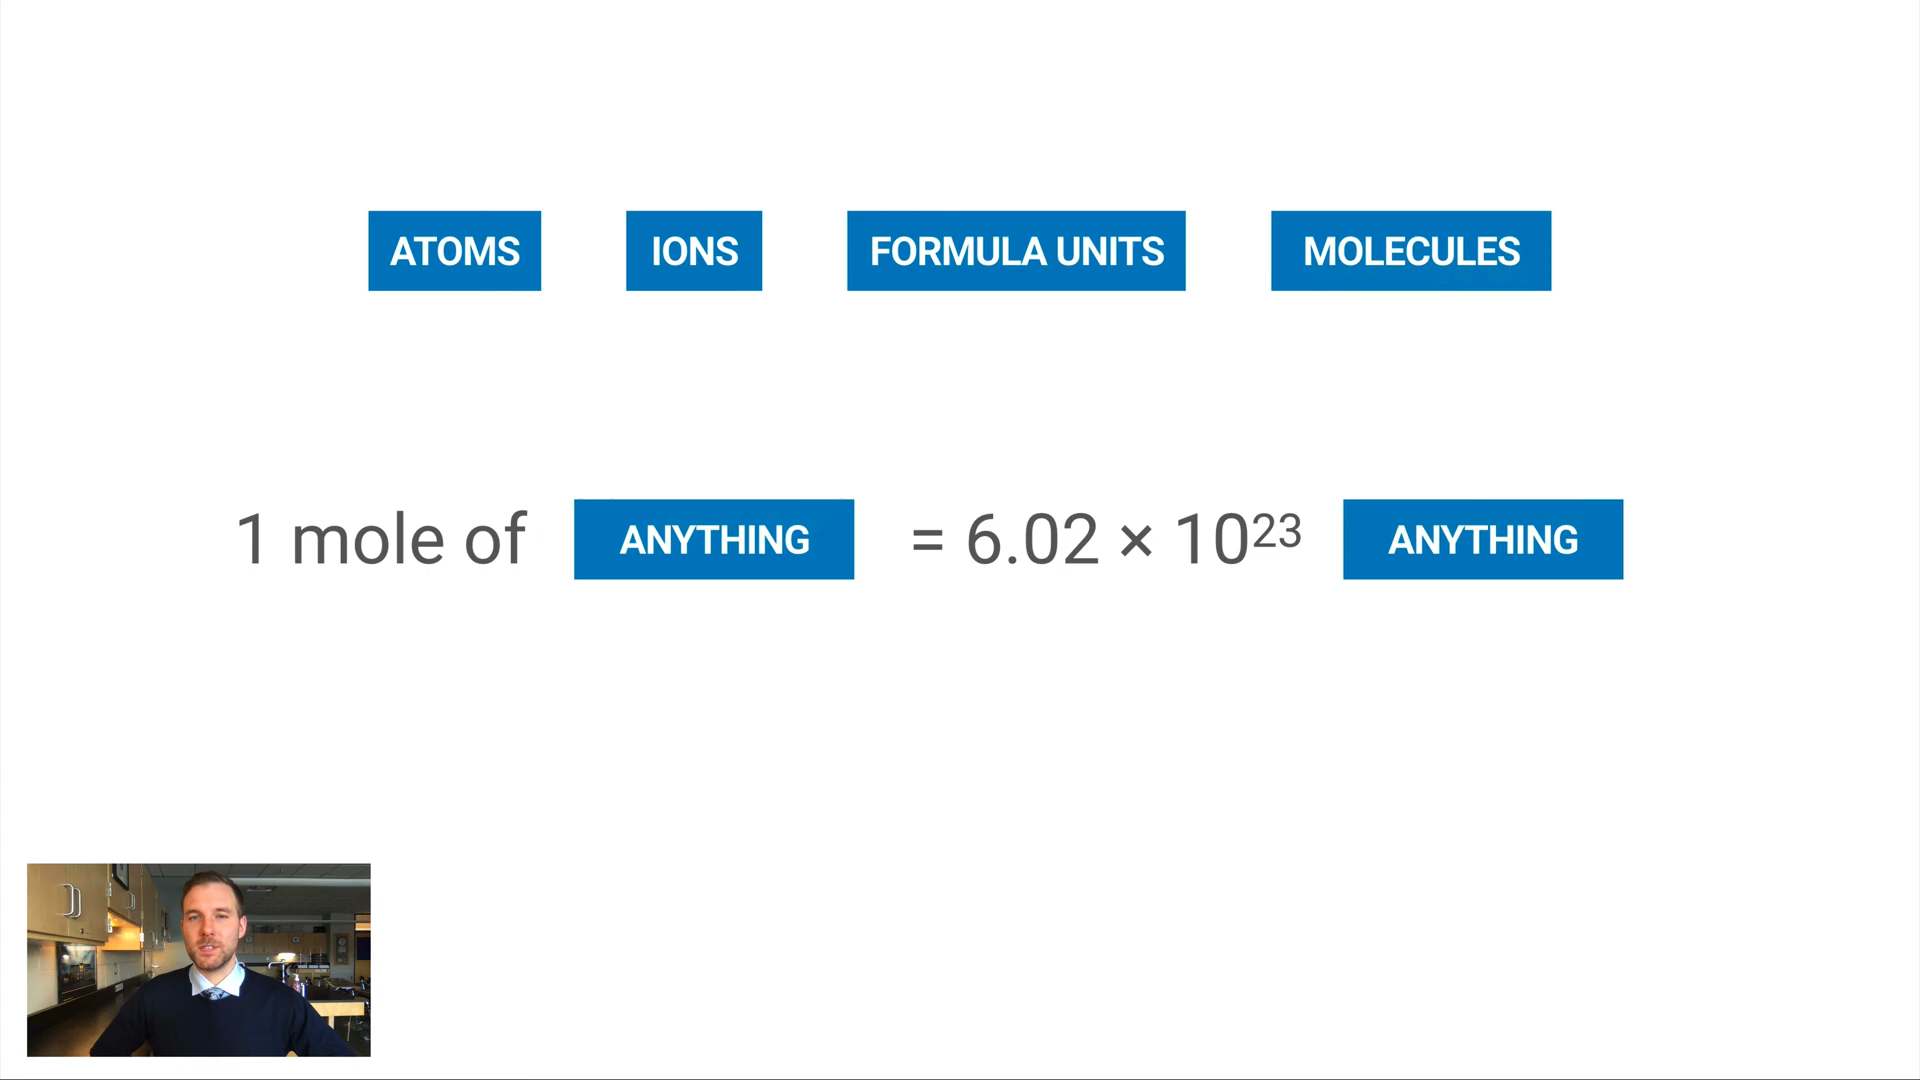 ATOMS IONS FORMULA UNITS MOLECULES
1 mole of ANYTHING = 6.02 × 10²³ ANYTHING